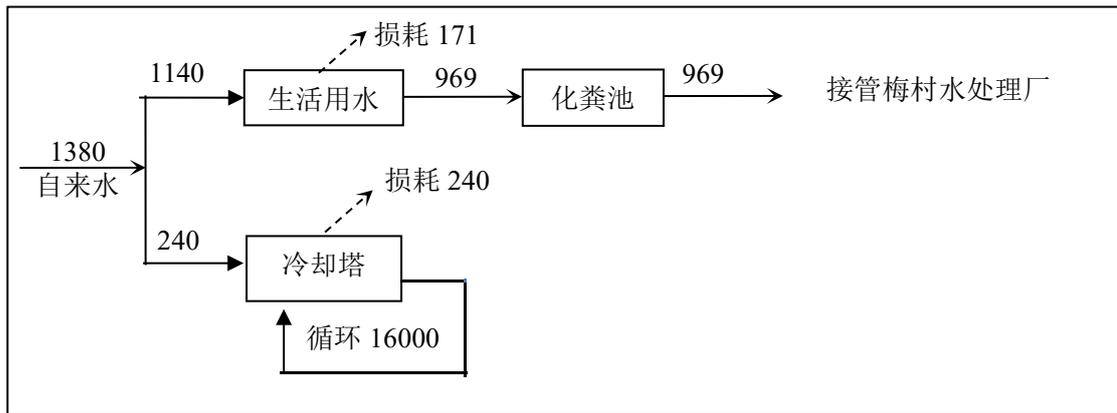 损耗 171
1140
生活用水
969
化粪池
969
接管梅村水处理厂
1380
自来水
损耗 240
240
冷却塔
循环 16000